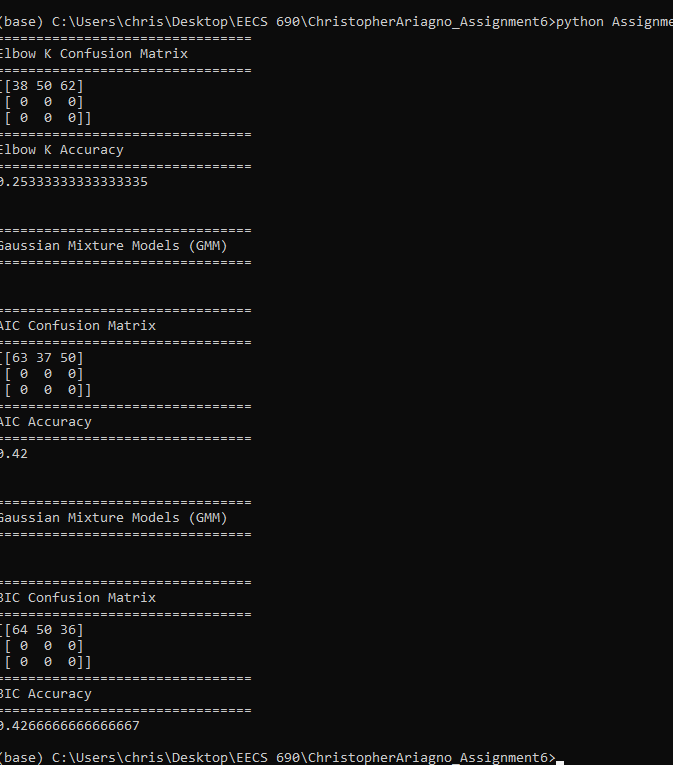 (base) C:\Users\chris\Desktop\EECS 690\ChristopherAriagno_Assignment6>python Assignme
================================
Elbow K Confusion Matrix
================================
[[38 50 62]
[ 0 0 0]
[ 0 0 0]]
================================
Elbow K Accuracy
================================
0.25333333333333335
================================
Gaussian Mixture Models (GMM)
================================
================================
AIC Confusion Matrix
================================
[[63 37 50]
[ 0 0 0]
[ 0 0 0]]
================================
AIC Accuracy
================================
0.42
================================
Gaussian Mixture Models (GMM)
================================
================================
BIC Confusion Matrix
================================
[[64 50 36]
[ 0 0 0]
[ 0 0 0]]
================================
BIC Accuracy
================================
0.4266666666666667
(base) C:\Users\chris\Desktop\EECS 690\ChristopherAriagno_Assignment6>